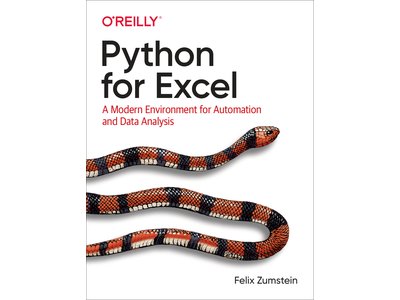 O'REILLY®
Python
for Excel
A Modern Environment for Automation
and Data Analysis
Felix Zumstein